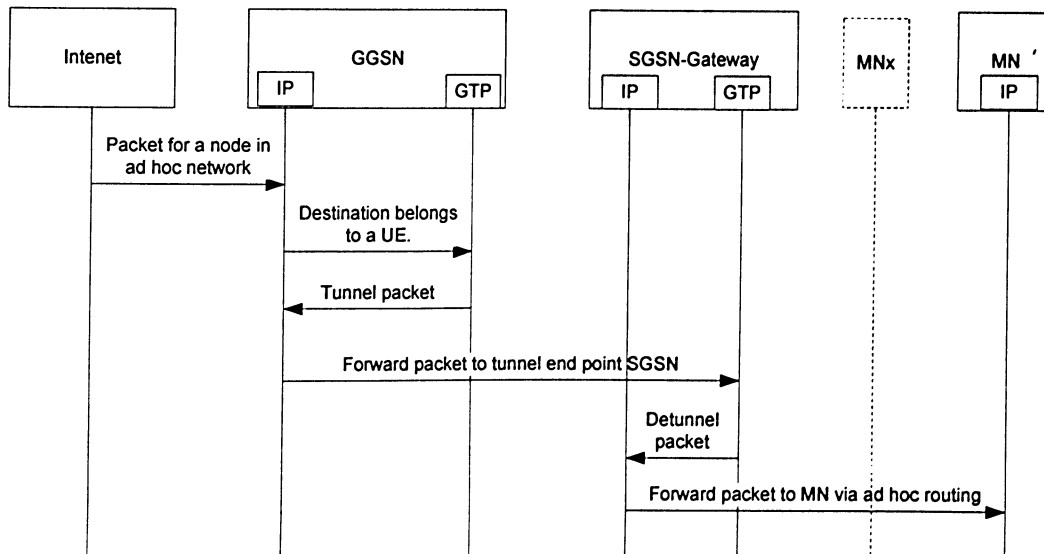 Intenet
GGSN
IP
GTP
SGSN-Gateway
IP
GTP
MNx
MN '
IP
Packet for a node in
ad hoc network
Destination belongs
to a UE.
Tunnel packet
Forward packet to tunnel end point SGSN
Detunnel
packet
Forward packet to MN via ad hoc routing